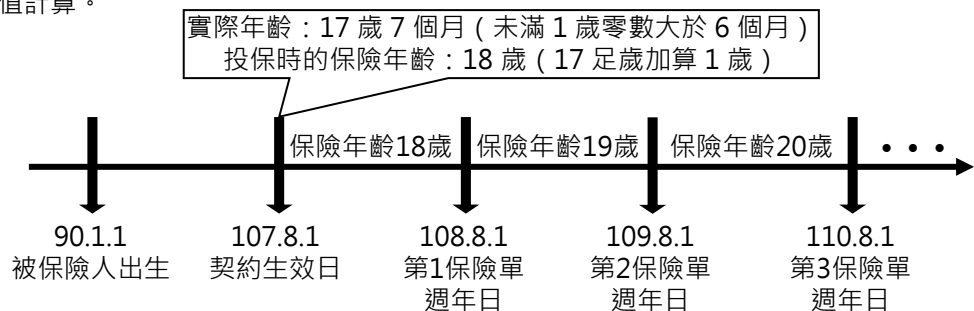 值計算。
實際年齡：17 歲 7 個月（未滿 1 歲零數大於 6 個月）
投保時的保險年齡：18 歲（17 足歲加算 1 歲）
保險年齡18歲 保險年齡19歲 保險年齡20歲 • • •
90.1.1 107.8.1 108.8.1 109.8.1 110.8.1
被保險人出生 契約生效日 第1保險單 第2保險單 第3保險單
週年日 週年日 週年日